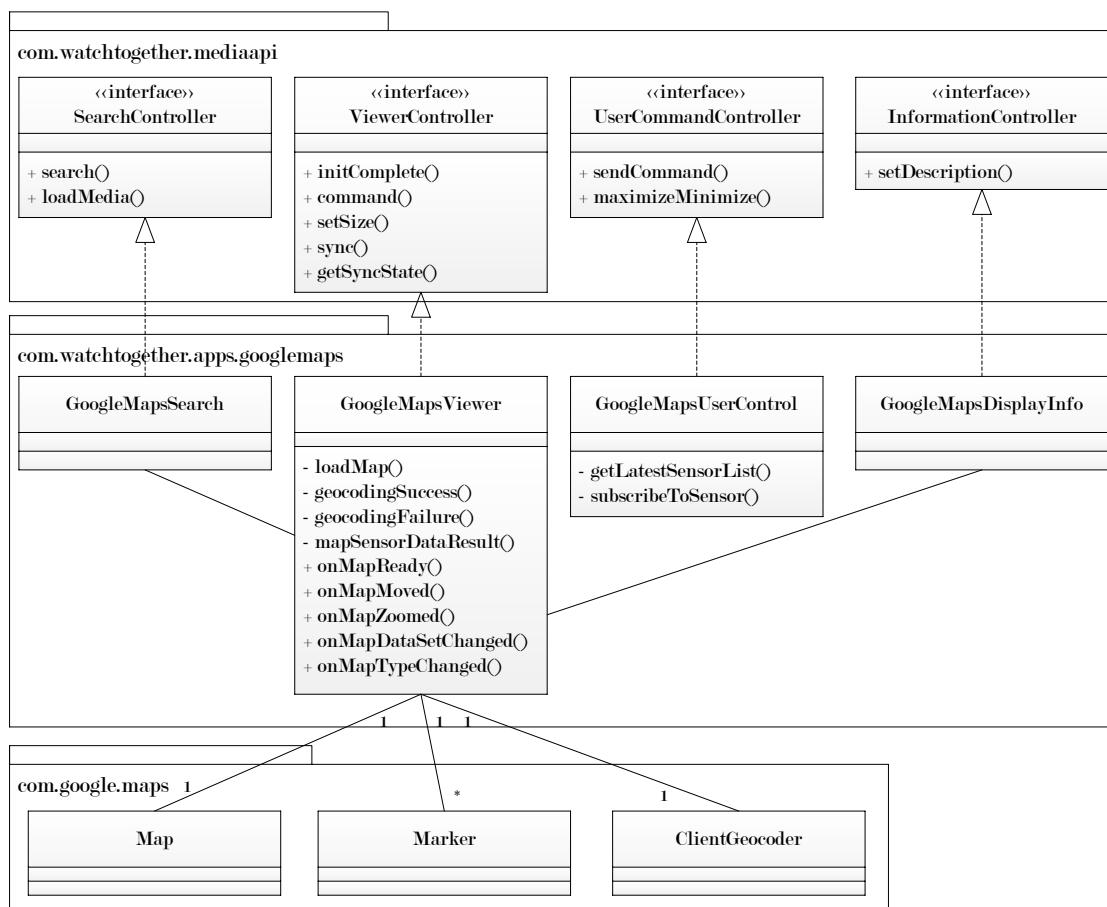 com.watchtogether.mediaapi
‹‹interface››
SearchController
+ search()
+ loadMedia()
‹‹interface››
ViewerController
+ initComplete()
+ command()
+ setSize()
+ sync()
+ getSyncState()
‹‹interface››
UserCommandController
+ sendCommand()
+ maximizeMinimize()
‹‹interface››
InformationController
+ setDescription()
com.watchtogether.apps.googlemaps
GoogleMapsSearch
GoogleMapsViewer
- loadMap()
- geocodingSuccess()
- geocodingFailure()
- mapSensorDataResult()
+ onMapReady()
+ onMapMoved()
+ onMapZoomed()
+ onMapDataSetChanged()
+ onMapTypeChanged()
GoogleMapsUserControl
- getLatestSensorList()
- subscribeToSensor()
GoogleMapsDisplayInfo
1 1 1
com.google.maps
1 * 1
Map
Marker
ClientGeocoder